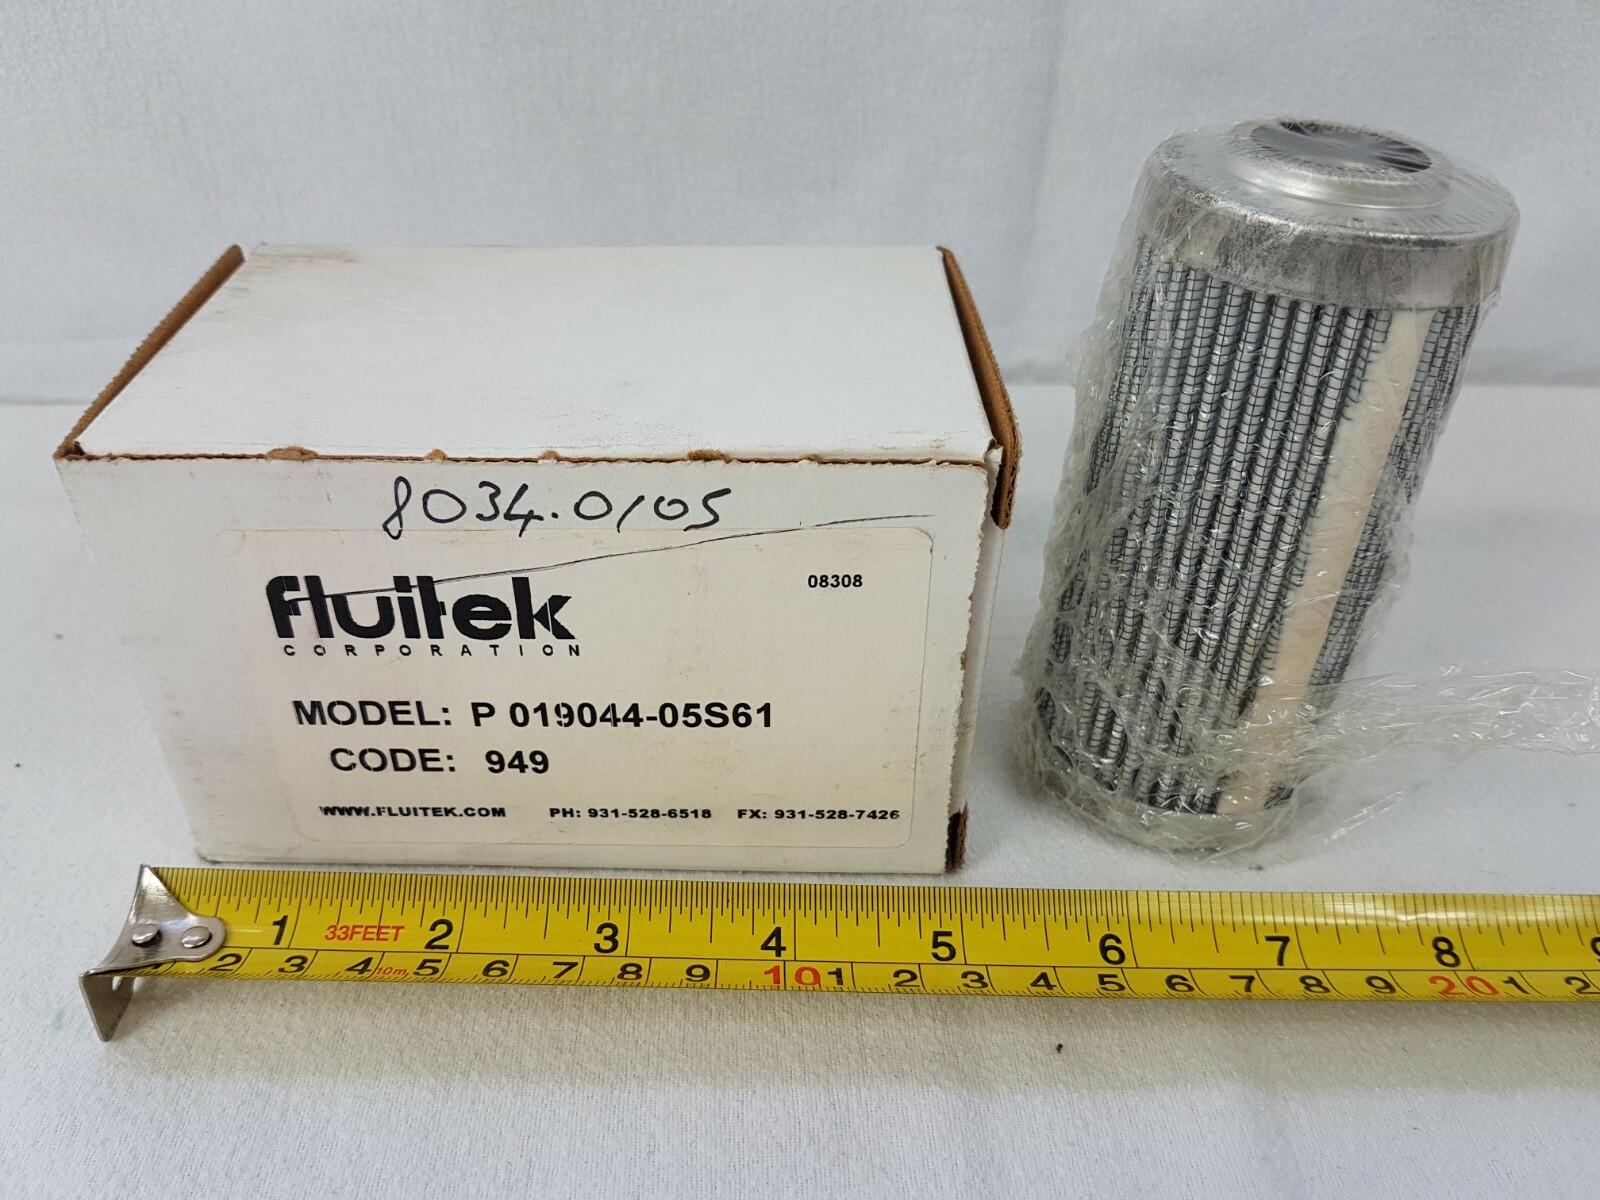 8034.0105
fluitek
08308
CORPORATION
MODEL: P 019044-05S61
CODE: 949
WWW.FLUITEK.COM PH: 931-528-6518 FX: 931-528-7426
1 33FEET 2 3 4 5 6 7 8 9
2 3 4 10m 5 6 7 8 9 10 1 2 3 4 5 6 7 8 9 20 1 2